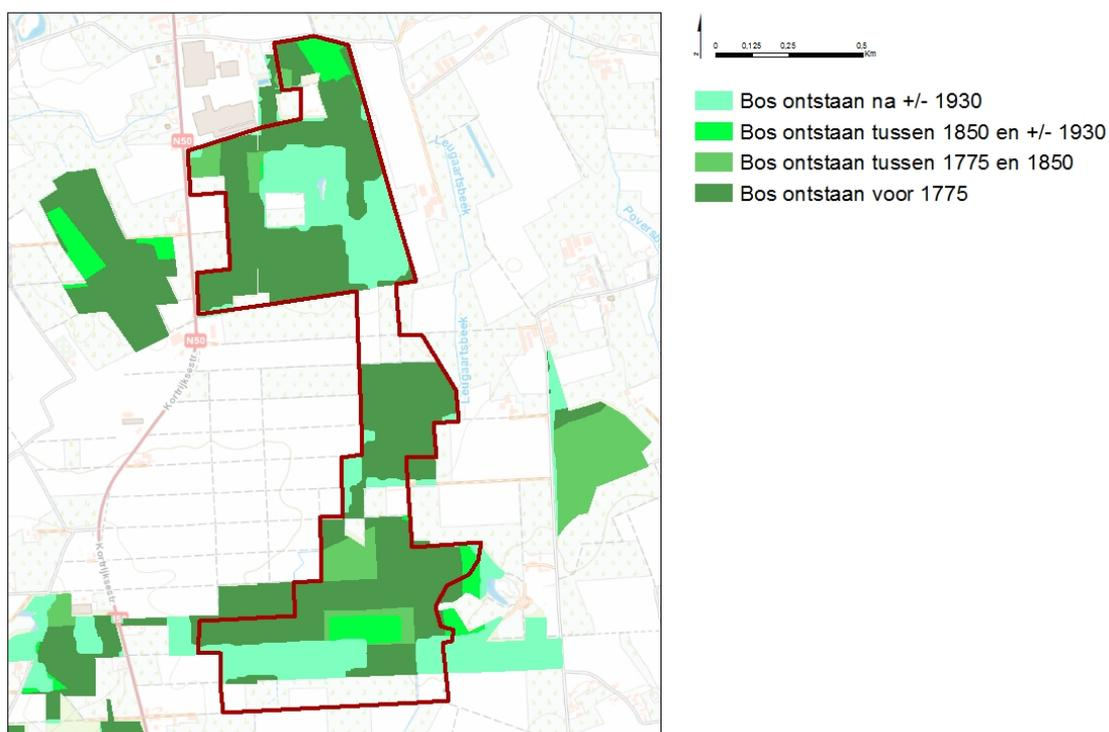 N50
Leugaartsbeek
Poversb
N50
Leugaartsbeek
Kortrijksestr.
Kortrijksestr.
z
0 0,125 0,25 0,5
Km
Bos ontstaan na +/- 1930
Bos ontstaan tussen 1850 en +/- 1930
Bos ontstaan tussen 1775 en 1850
Bos ontstaan voor 1775